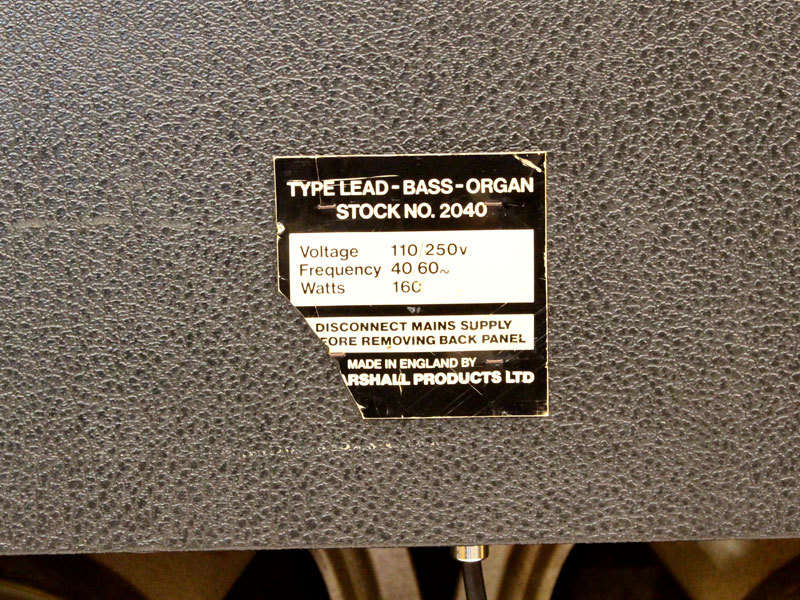 TYPE LEAD-BASS-ORGAN
STOCK NO. 2040
Voltage 110/250v
Frequency 40/60~
Watts 160
DISCONNECT MAINS SUPPLY
FORE REMOVING BACK PANEL
MADE IN ENGLAND BY
ARSHALL PRODUCTS LTD